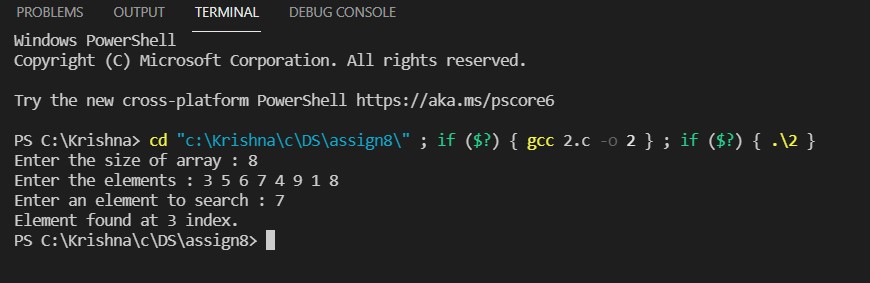 PROBLEMS OUTPUT TERMINAL DEBUG CONSOLE
Windows PowerShell
Copyright (C) Microsoft Corporation. All rights reserved.
Try the new cross-platform PowerShell https://aka.ms/pscore6
PS C:\Krishna> cd "c:\Krishna\c\DS\assign8\" ; if ($?) { gcc 2.c -o 2 } ; if ($?) { .\2 }
Enter the size of array : 8
Enter the elements : 3 5 6 7 4 9 1 8
Enter an element to search : 7
Element found at 3 index.
PS C:\Krishna\c\DS\assign8>